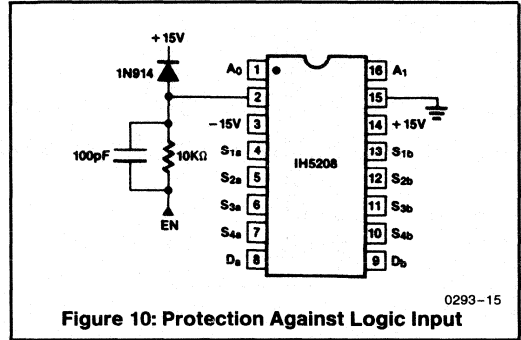 +15V
1N914
100pF
10KΩ
EN
A0 1
2
-15V 3
S1a 4
S2a 5
S3a 6
S4a 7
Da 8
IH5208
16 A1
15
14 +15V
13 S1b
12 S2b
11 S3b
10 S4b
9 Db
0293-15
Figure 10: Protection Against Logic Input